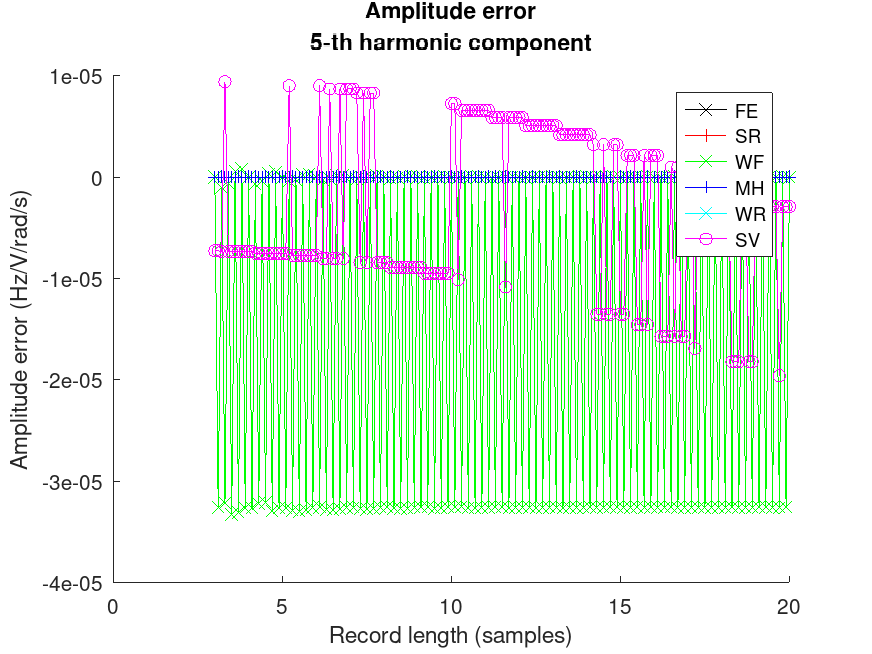 Amplitude error
5-th harmonic component
1e-05
0
-1e-05
-2e-05
-3e-05
-4e-05
0 5 10 15 20
Amplitude error (Hz/V/rad/s)
Record length (samples)
FE
SR
WF
MH
WR
SV